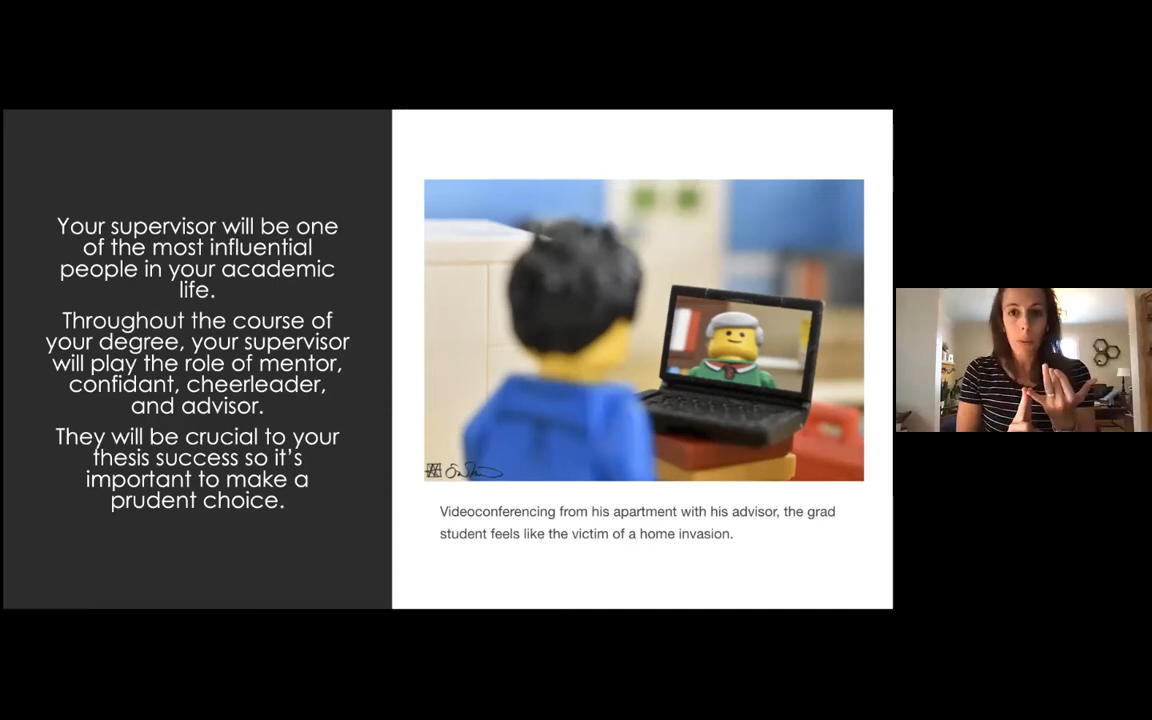 Your supervisor will be one
of the most influential
people in your academic
life.
Throughout the course of
your degree, your supervisor
will play the role of mentor,
confidant, cheerleader,
and advisor.
They will be crucial to your
thesis success so it's
important to make a
prudent choice.
Videoconferencing from his apartment with his advisor, the grad
student feels like the victim of a home invasion.